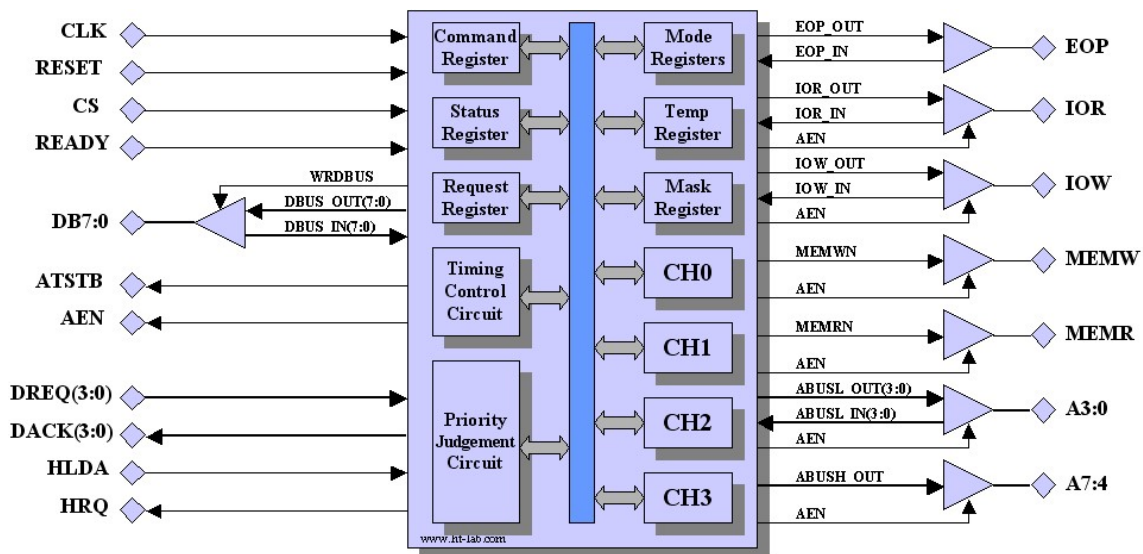 CLK
RESET
CS
READY
DB7:0
ATSTB
AEN
DREQ(3:0)
DACK(3:0)
HLDA
HRQ
WRDBUS
DBUS_OUT(7:0)
DBUS_IN(7:0)
Command
Register
Status
Register
Request
Register
Timing
Control
Circuit
Priority
Judgement
Circuit
www.ht-lab.com
Mode
Registers
Temp
Register
Mask
Register
CH0
CH1
CH2
CH3
EOP_OUT
EOP_IN
IOR_OUT
IOR_IN
AEN
IOW_OUT
IOW_IN
AEN
MEMWN
AEN
MEMRN
AEN
ABUSL_OUT(3:0)
ABUSL_IN(3:0)
AEN
ABUSH_OUT
AEN
EOP
IOR
IOW
MEMW
MEMR
A3:0
A7:4